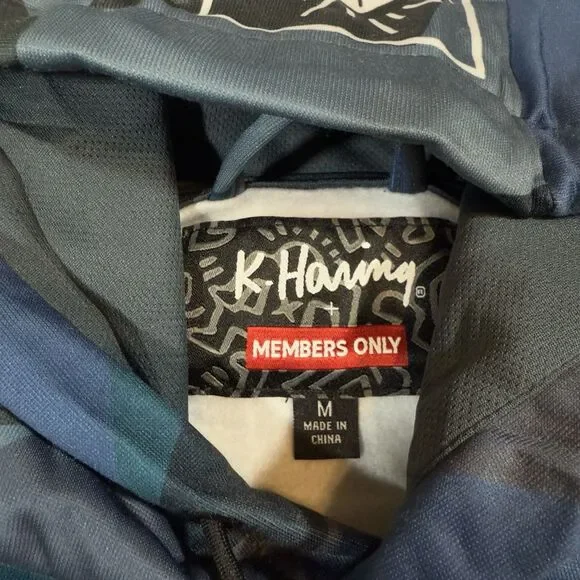 K. Haring
®
+
MEMBERS ONLY
M
MADE IN
CHINA